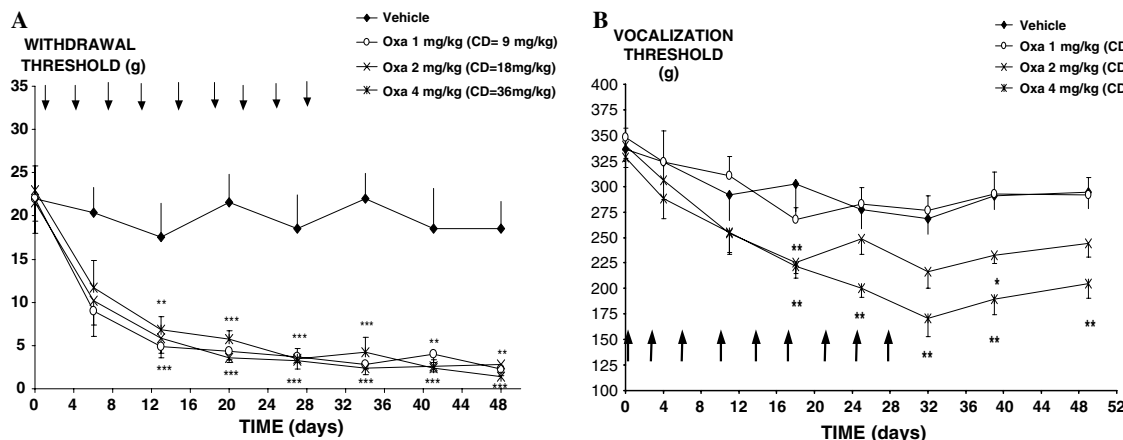 A
WITHDRAWAL
THRESHOLD (g)
Vehicle
Oxa 1 mg/kg (CD= 9 mg/kg)
Oxa 2 mg/kg (CD=18mg/kg)
Oxa 4 mg/kg (CD=36mg/kg)
35
30
25
20
15
10
5
0
** *** *** *** ** **
*** *** *** *** *** ***
0 4 8 12 16 20 24 28 32 36 40 44 48
TIME (days)
B
VOCALIZATION
THRESHOLD
(g)
Vehicle
Oxa 1 mg/kg (CD
Oxa 2 mg/kg (CD
Oxa 4 mg/kg (CD
400
375
350
325
300
275
250
225
200
175
150
125
100
** *
** ** ** ** **
0 4 8 12 16 20 24 28 32 36 40 44 48 52
TIME (days)